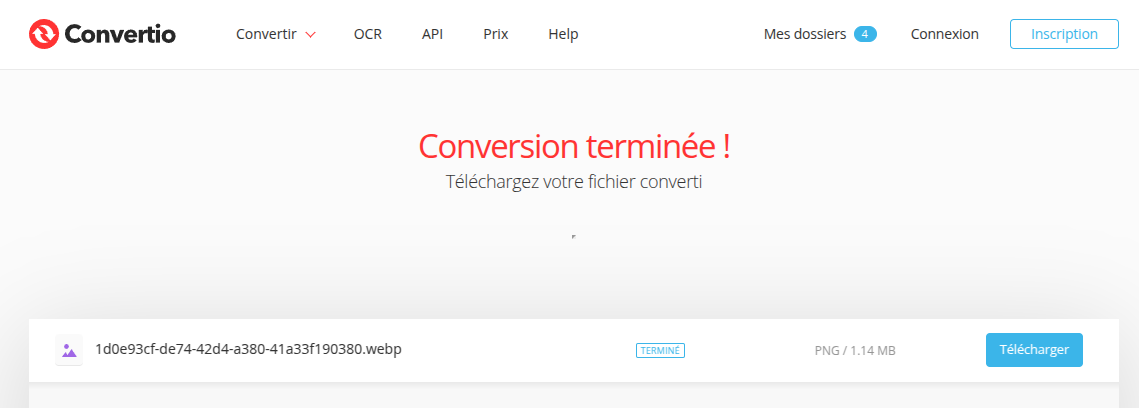 Convertio Convertir OCR API Prix Help Mes dossiers 4 Connexion Inscription
Conversion terminée !
Téléchargez votre fichier converti
1d0e93cf-de74-42d4-a380-41a33f190380.webp TERMINÉ PNG / 1.14 MB Télécharger